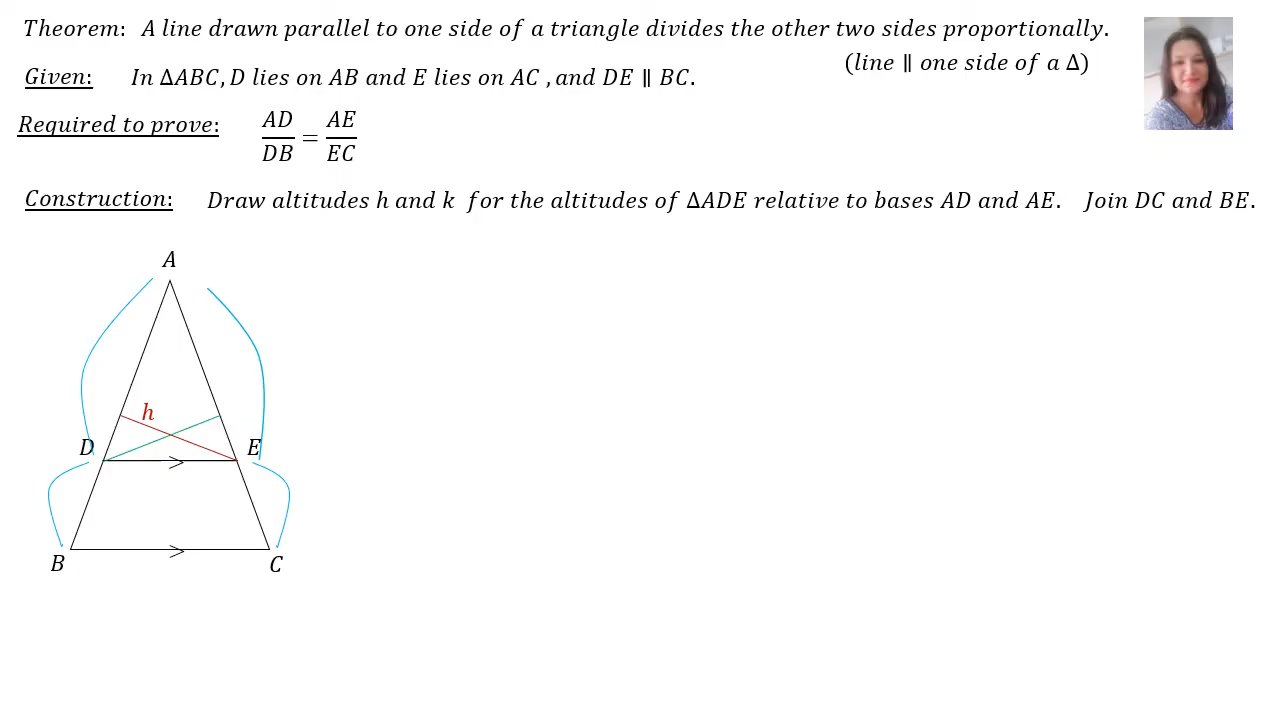 Theorem: A line drawn parallel to one side of a triangle divides the other two sides proportionally.
(line ∥ one side of a Δ)
Given: In ΔABC, D lies on AB and E lies on AC , and DE ∥ BC.
Required to prove: AD/DB = AE/EC
Construction: Draw altitudes h and k for the altitudes of ΔADE relative to bases AD and AE. Join DC and BE.
A
h
D E
B C